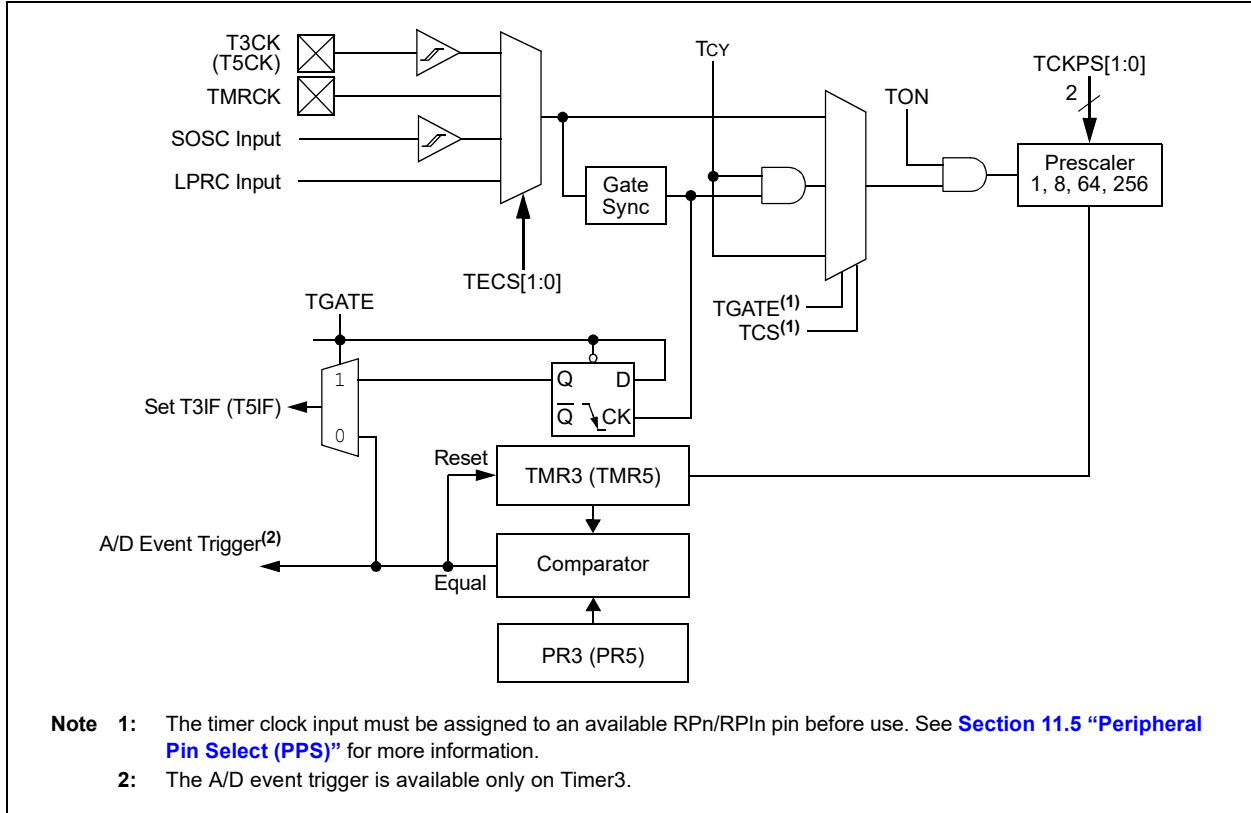 T3CK
(T5CK)
TMRCK
SOSC Input
LPRC Input
TECS[1:0]
Gate
Sync
TCY
TGATE(1)
TCS(1)
TON
TCKPS[1:0]
2
Prescaler
1, 8, 64, 256
TGATE
1
0
Set T3IF (T5IF)
Q D
Q CK
Reset
TMR3 (TMR5)
A/D Event Trigger(2)
Equal
Comparator
PR3 (PR5)
Note 1: The timer clock input must be assigned to an available RPn/RPIn pin before use. See Section 11.5 “Peripheral
Pin Select (PPS)” for more information.
2: The A/D event trigger is available only on Timer3.